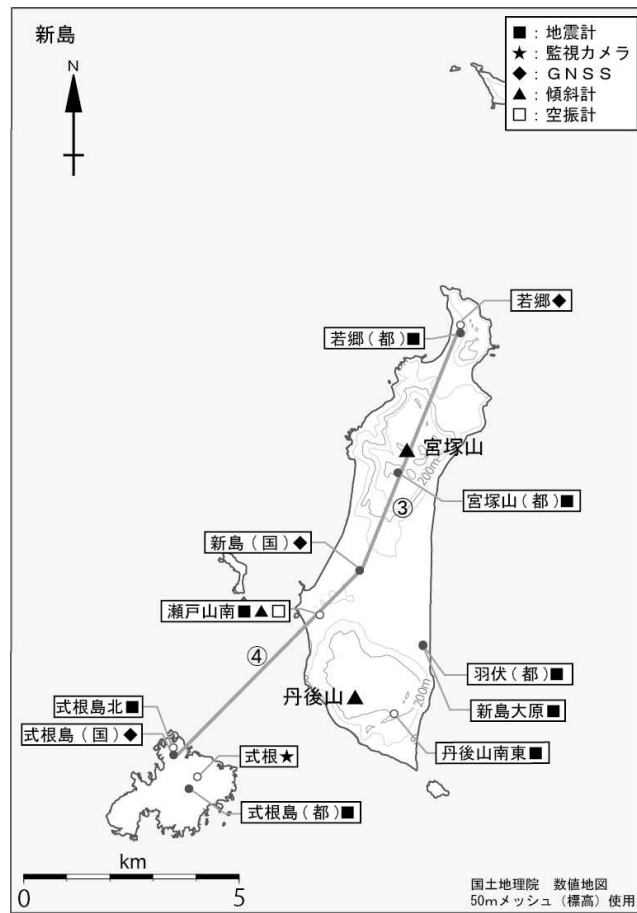 新島
N
■：地震計
★：監視カメラ
◆：ＧＮＳＳ
▲：傾斜計
□：空振計
若郷◆
若郷(都)■
宮塚山
200m
宮塚山(都)■
③
新島(国)◆
瀬戸山南■▲□
④
羽伏(都)■
丹後山
200m
式根島北■
新島大原■
式根島(国)◆
丹後山南東■
式根★
式根島(都)■
km
0 5
国土地理院　数値地図
50mメッシュ（標高）使用